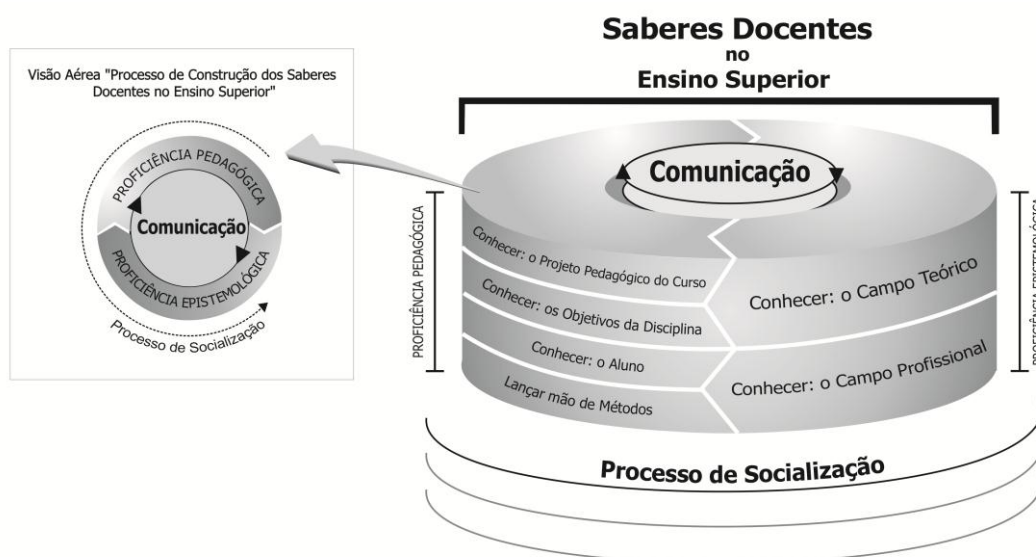 Saberes Docentes
no
Ensino Superior
Visão Aérea "Processo de Construção dos Saberes
Docentes no Ensino Superior"
PROFICIÊNCIA PEDAGÓGICA
Comunicação
PROFICIÊNCIA EPISTEMOLÓGICA
Processo de Socialização
Comunicação
PROFICIÊNCIA PEDAGÓGICA
Conhecer: o Projeto Pedagógico do Curso
Conhecer: os Objetivos da Disciplina
Conhecer: o Aluno
Lançar mão de Métodos
Conhecer: o Campo Teórico
Conhecer: o Campo Profissional
PROFICIÊNCIA EPISTEMOLÓGICA
Processo de Socialização